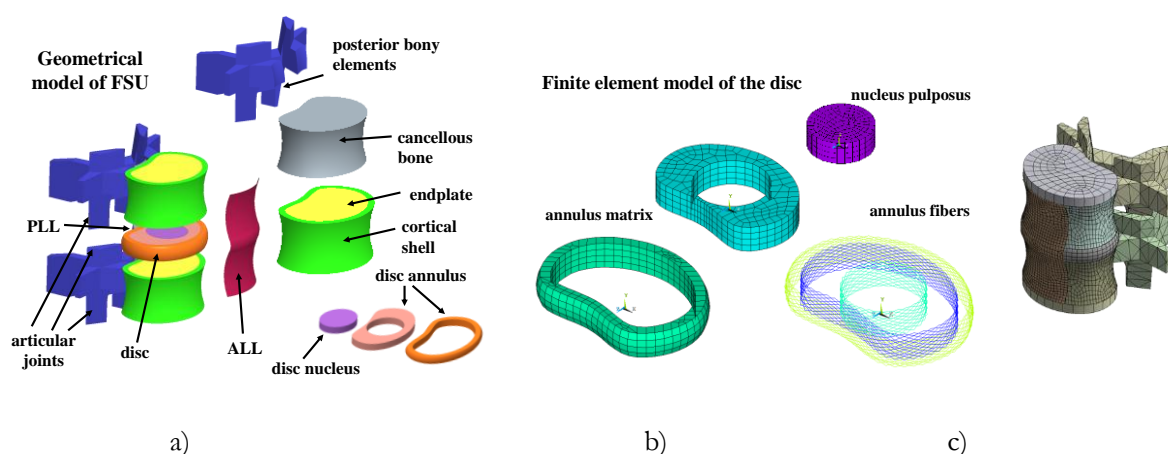 Geometrical
model of FSU
posterior bony
elements
cancellous
bone
endplate
cortical
shell
PLL
disc annulus
articular
joints
disc
ALL
disc nucleus
Finite element model of the disc
nucleus pulposus
annulus matrix
annulus fibers
a)
b)
c)